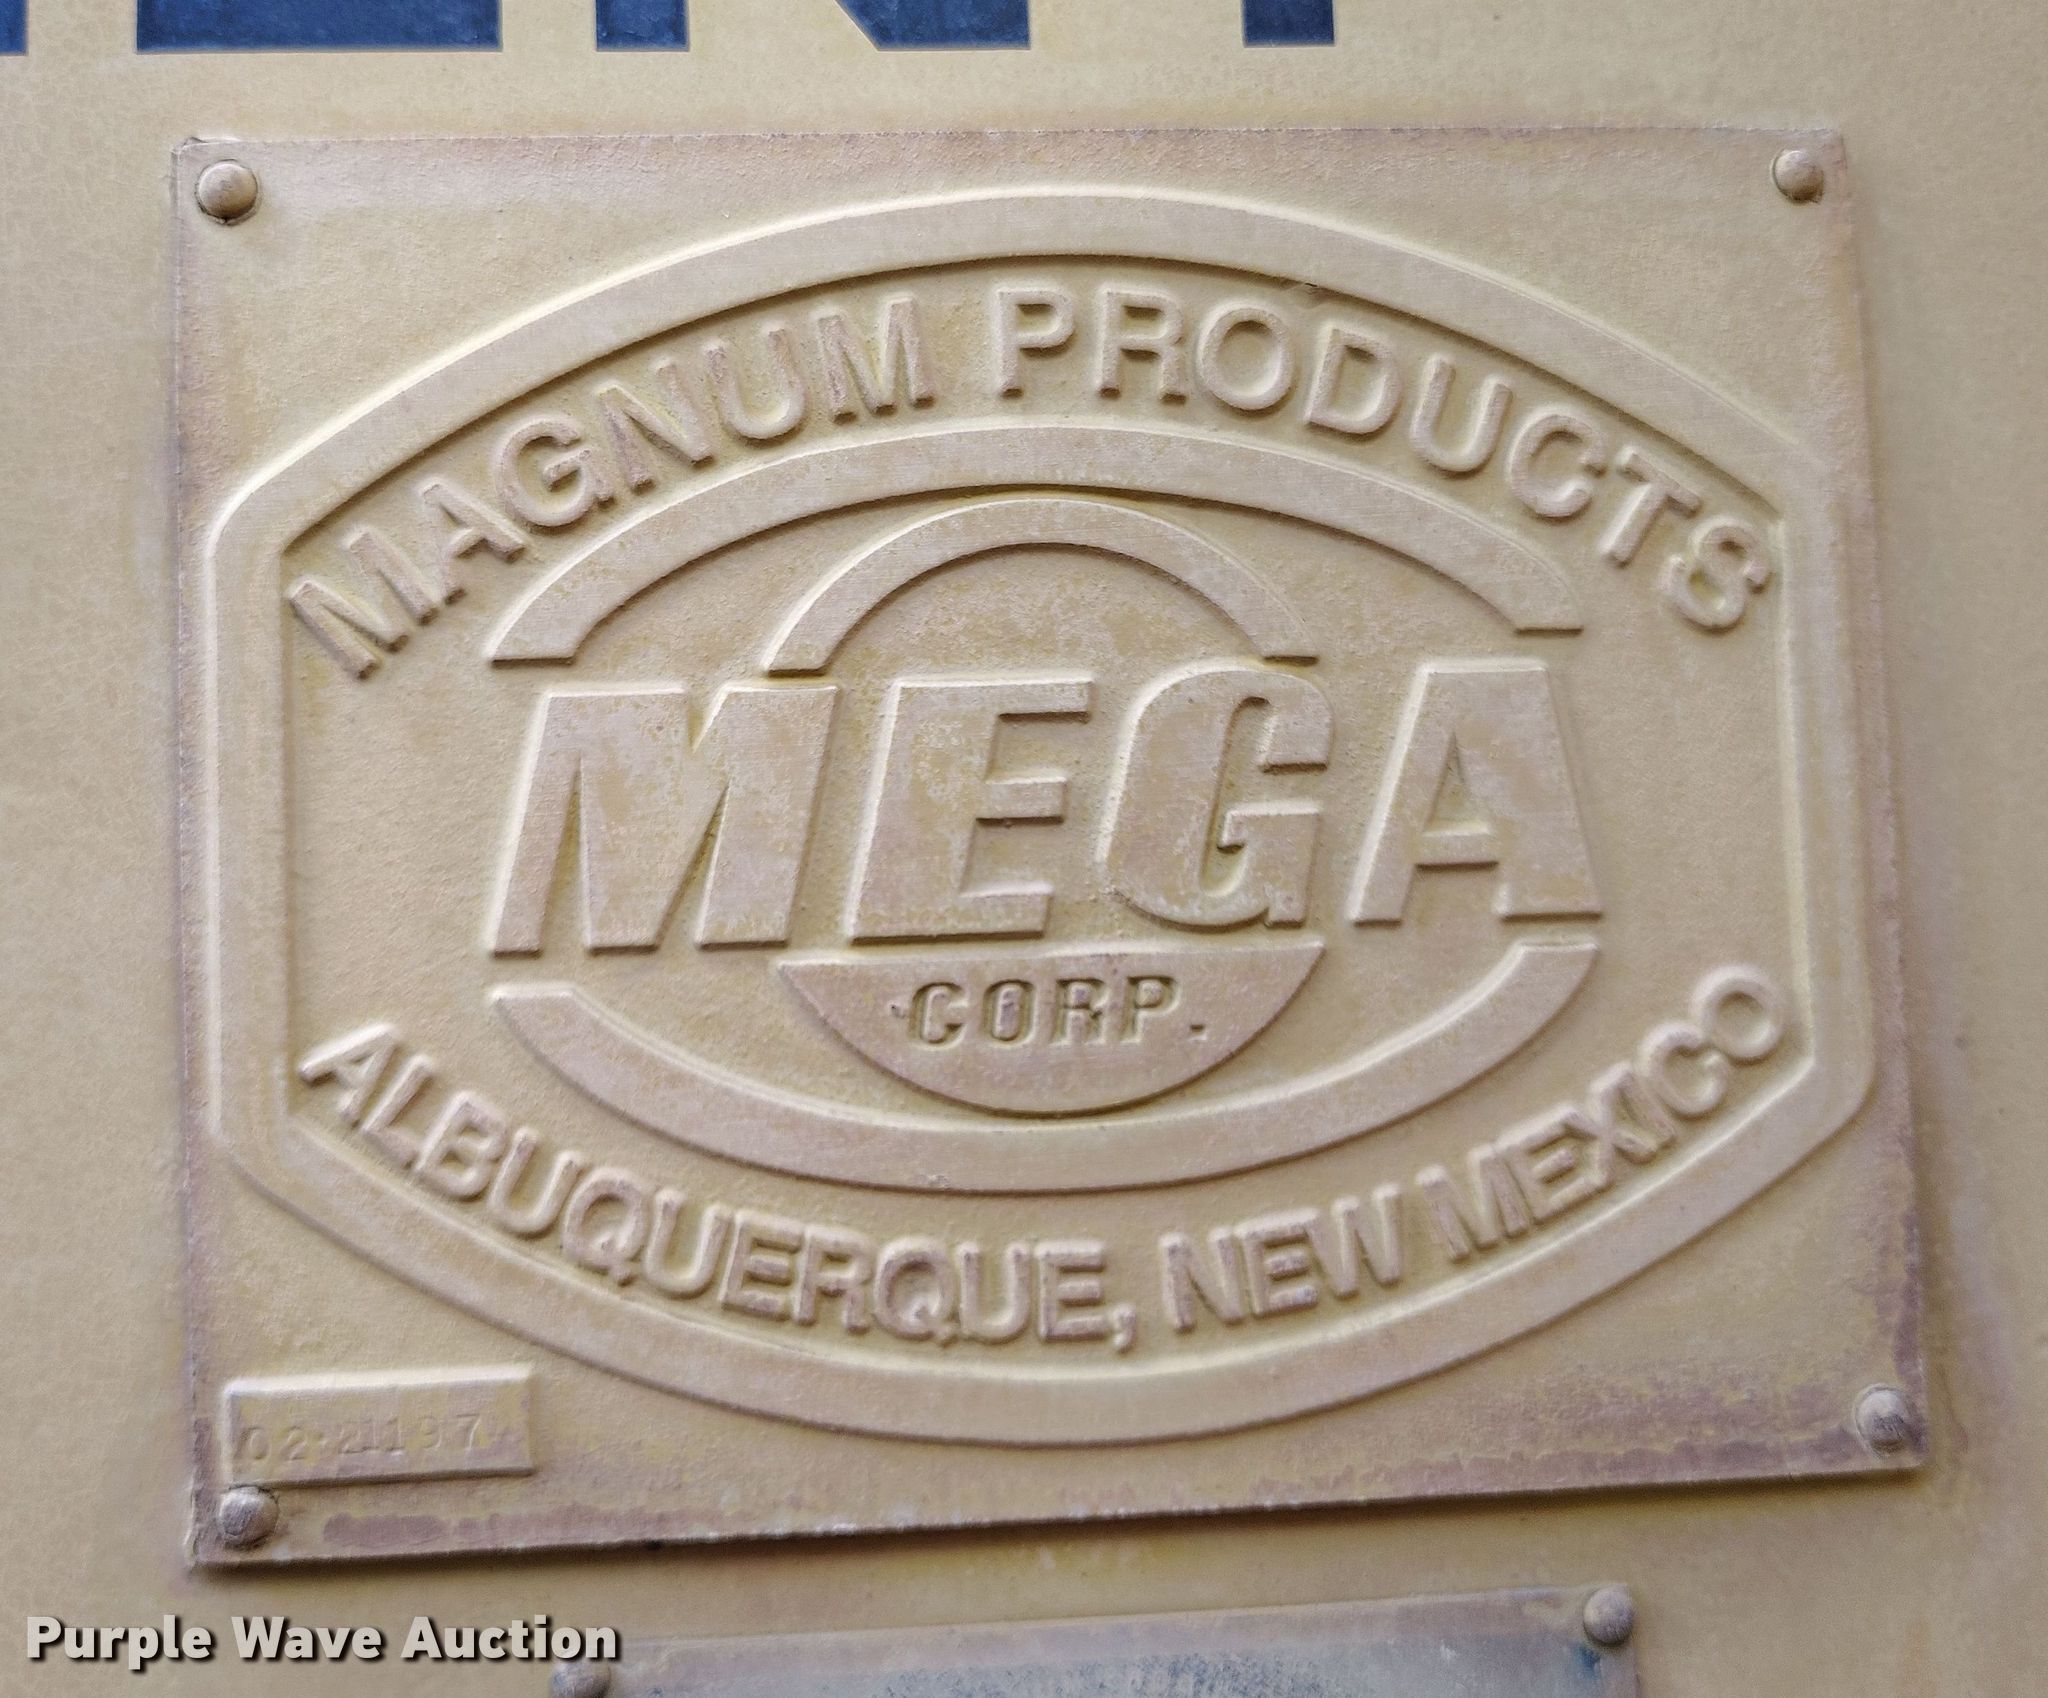 MAGNUM PRODUCTS
MEGA
CORP.
ALBUQUERQUE, NEW MEXICO
Purple Wave Auction